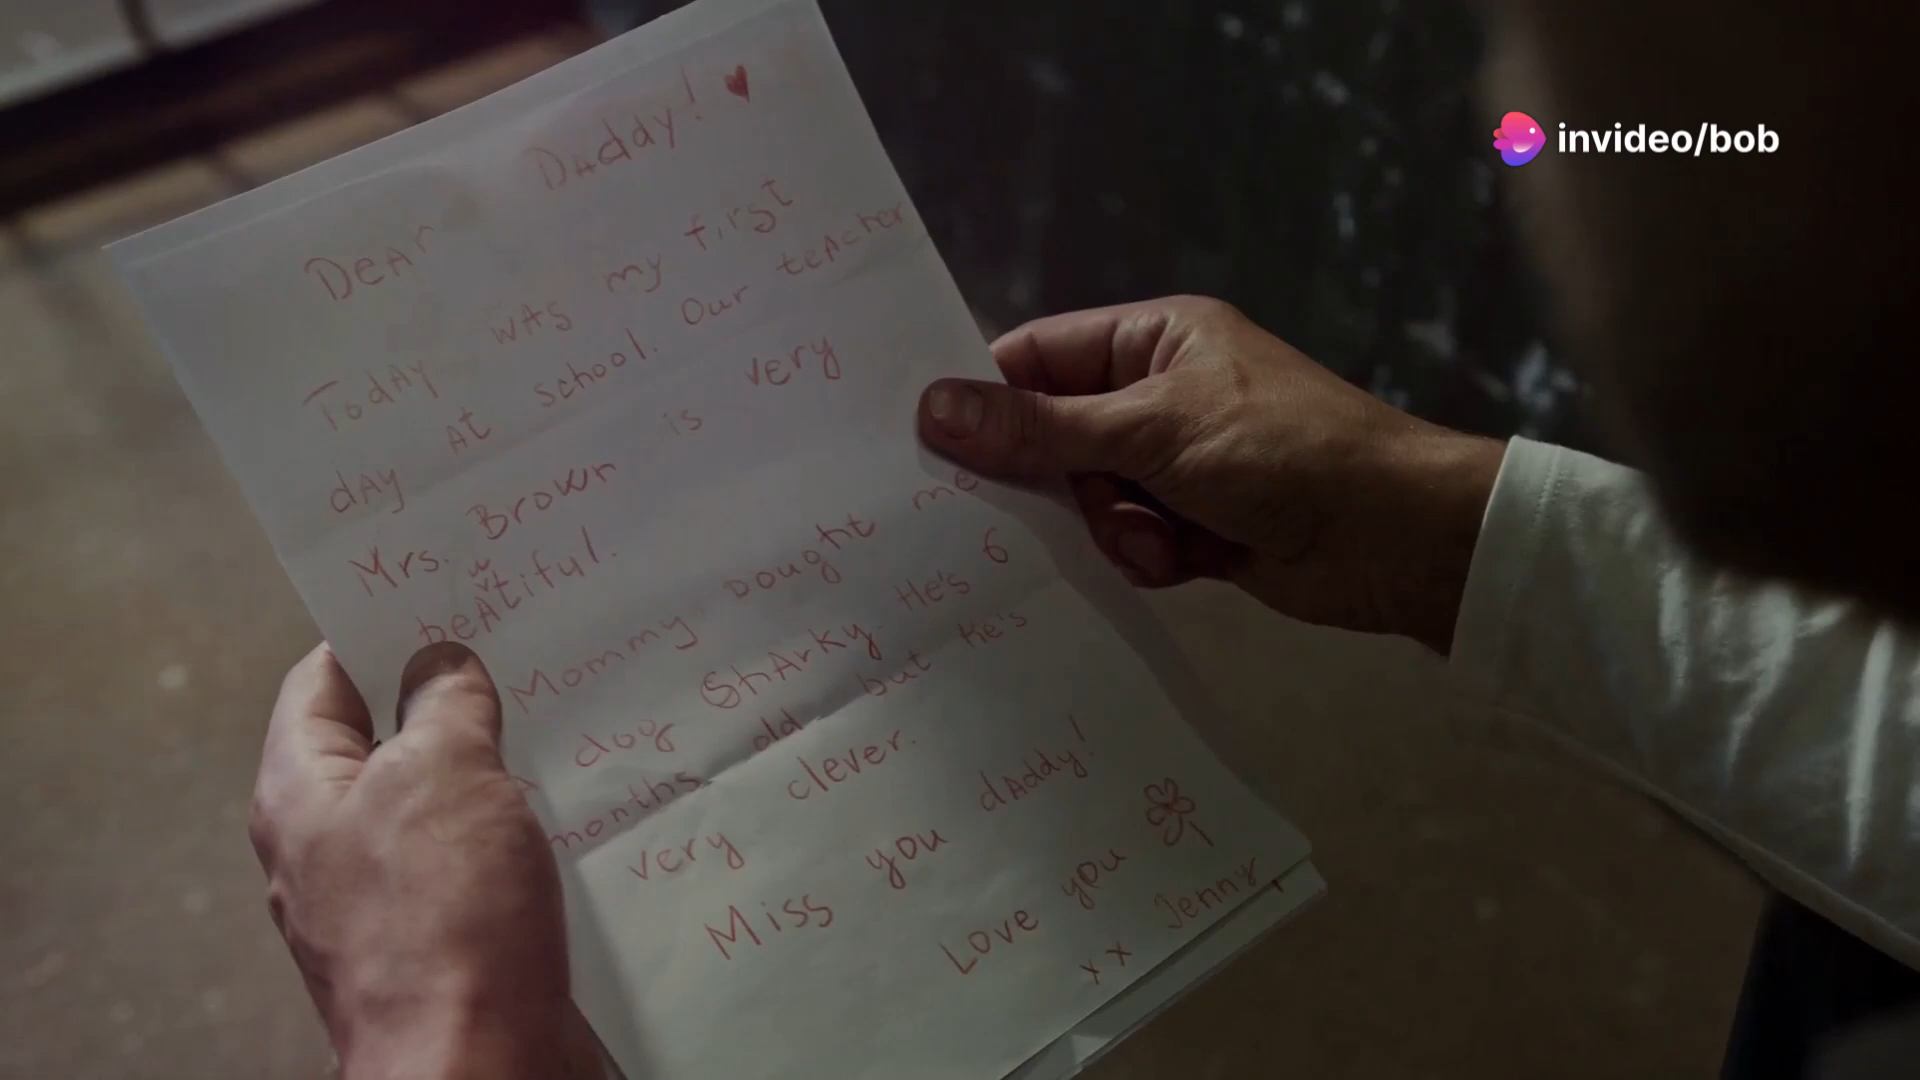 invideo/bob
Dear Daddy!
Today was my first
day at school. Our teacher
Mrs. Brown is very
beautiful.
Mommy bought me
a dog Sharky. He's 6
months old but he's
very clever.
Miss you daddy!
Love you
xx Jenny